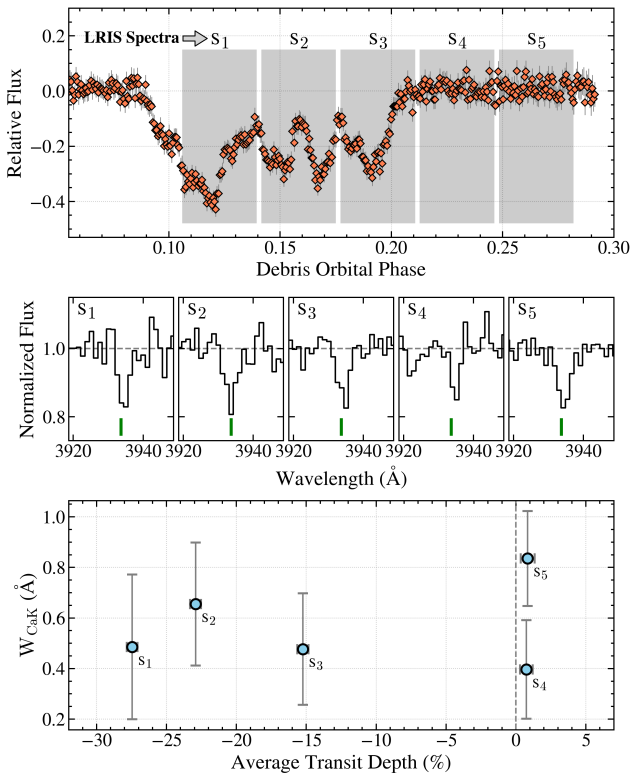 LRIS Spectra
s1 s2 s3 s4 s5
0.2
0.0
−0.2
−0.4
Relative Flux
0.10 0.15 0.20 0.25 0.30
Debris Orbital Phase
s1 s2 s3 s4 s5
1.0
0.8
Normalized Flux
3920 3940 3920 3940 3920 3940 3920 3940 3920 3940
Wavelength (Å)
1.0
0.8
0.6
0.4
0.2
W_CaK (Å)
s1
s2
s3
s5
s4
−30 −25 −20 −15 −10 −5 0 5
Average Transit Depth (%)